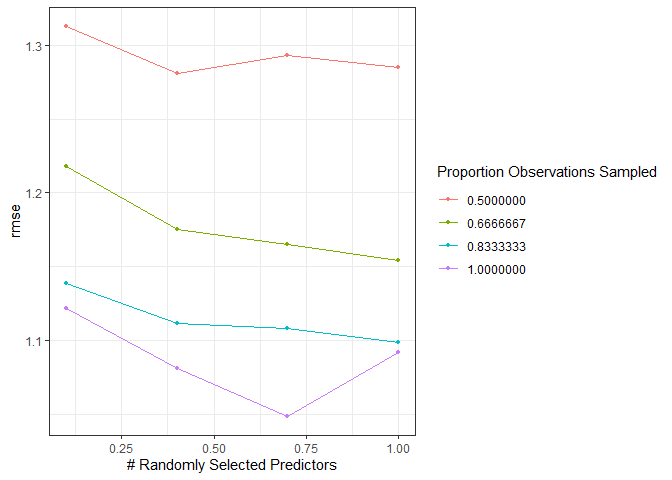 1.3
1.2
1.1
rmse
0.25 0.50 0.75 1.00
# Randomly Selected Predictors
Proportion Observations Sampled
0.5000000
0.6666667
0.8333333
1.0000000